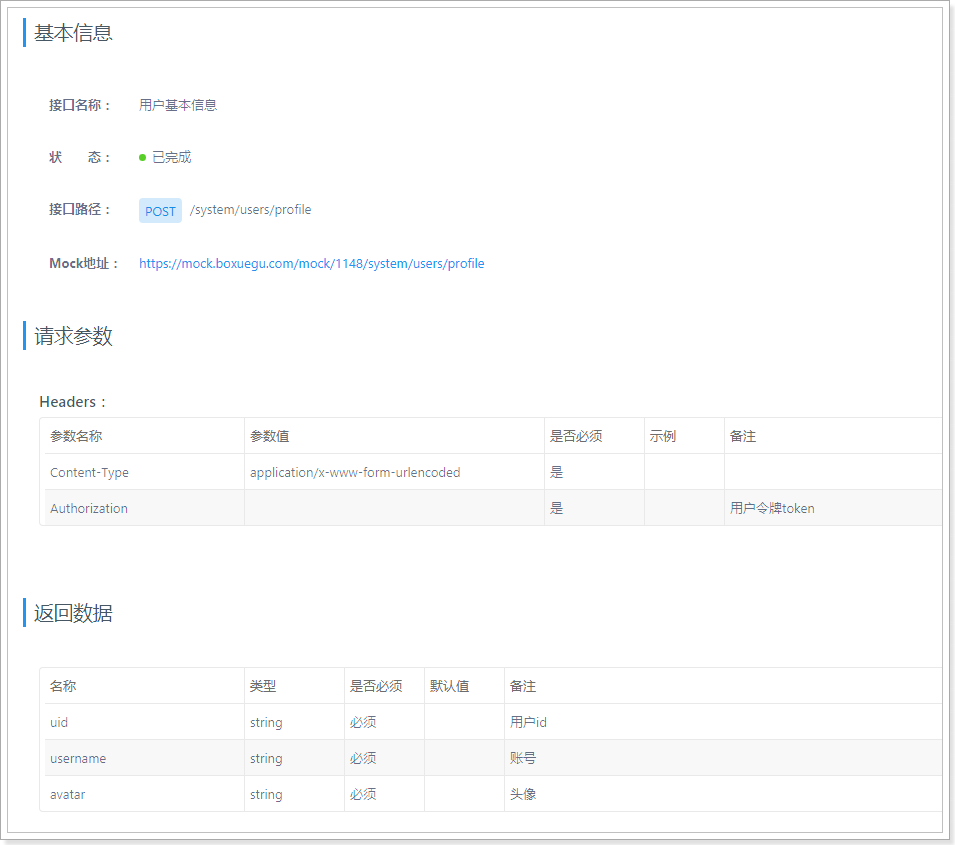 基本信息
接口名称： 用户基本信息
状 态： 已完成
接口路径： POST /system/users/profile
Mock地址： https://mock.boxuegu.com/mock/1148/system/users/profile
请求参数
Headers：
参数名称 参数值 是否必须 示例 备注
Content-Type application/x-www-form-urlencoded 是
Authorization 是 用户令牌token
返回数据
名称 类型 是否必须 默认值 备注
uid string 必须 用户id
username string 必须 账号
avatar string 必须 头像